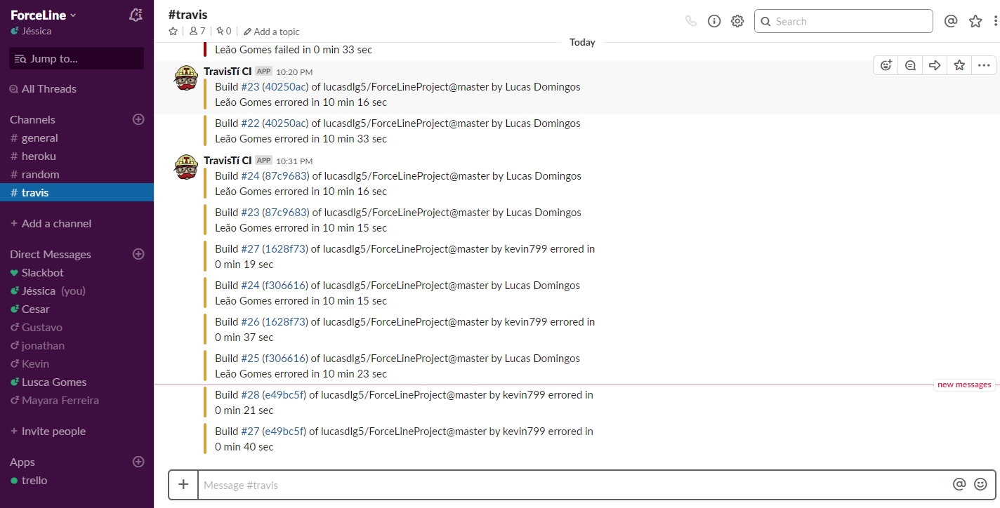 ForceLine
Jéssica
Jump to...
All Threads
Channels
# general
# heroku
# random
# travis
+ Add a channel
Direct Messages
Slackbot
Jéssica (you)
Cesar
Gustavo
jonathan
Kevin
Lusca Gomes
Mayara Ferreira
+ Invite people
Apps
trello
#travis
7 | 0 | Add a topic
Search
Today
Leão Gomes failed in 0 min 33 sec
TravisTí CI APP 10:20 PM
Build #23 (40250ac) of lucasdlg5/ForceLineProject@master by Lucas Domingos
Leão Gomes errored in 10 min 16 sec
Build #22 (40250ac) of lucasdlg5/ForceLineProject@master by Lucas Domingos
Leão Gomes errored in 10 min 33 sec
TravisTí CI APP 10:31 PM
Build #24 (87c9683) of lucasdlg5/ForceLineProject@master by Lucas Domingos
Leão Gomes errored in 10 min 16 sec
Build #23 (87c9683) of lucasdlg5/ForceLineProject@master by Lucas Domingos
Leão Gomes errored in 10 min 15 sec
Build #27 (1628f73) of lucasdlg5/ForceLineProject@master by kevin799 errored in
0 min 19 sec
Build #24 (f306616) of lucasdlg5/ForceLineProject@master by Lucas Domingos
Leão Gomes errored in 10 min 15 sec
Build #26 (1628f73) of lucasdlg5/ForceLineProject@master by kevin799 errored in
0 min 37 sec
Build #25 (f306616) of lucasdlg5/ForceLineProject@master by Lucas Domingos
Leão Gomes errored in 10 min 23 sec
new messages
Build #28 (e49bc5f) of lucasdlg5/ForceLineProject@master by kevin799 errored in
0 min 21 sec
Build #27 (e49bc5f) of lucasdlg5/ForceLineProject@master by kevin799 errored in
0 min 40 sec
Message #travis